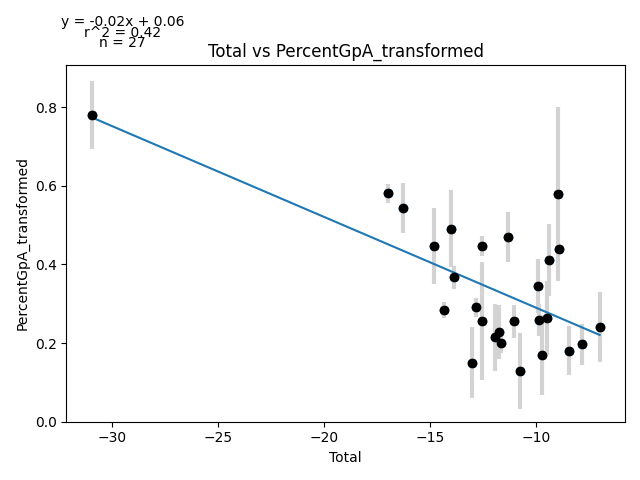 y = -0.02x + 0.06
r^2 = 0.42
n = 27
Total vs PercentGpA_transformed
PercentGpA_transformed
0.8
0.6
0.4
0.2
0.0
−30
−25
−20
−15
−10
Total